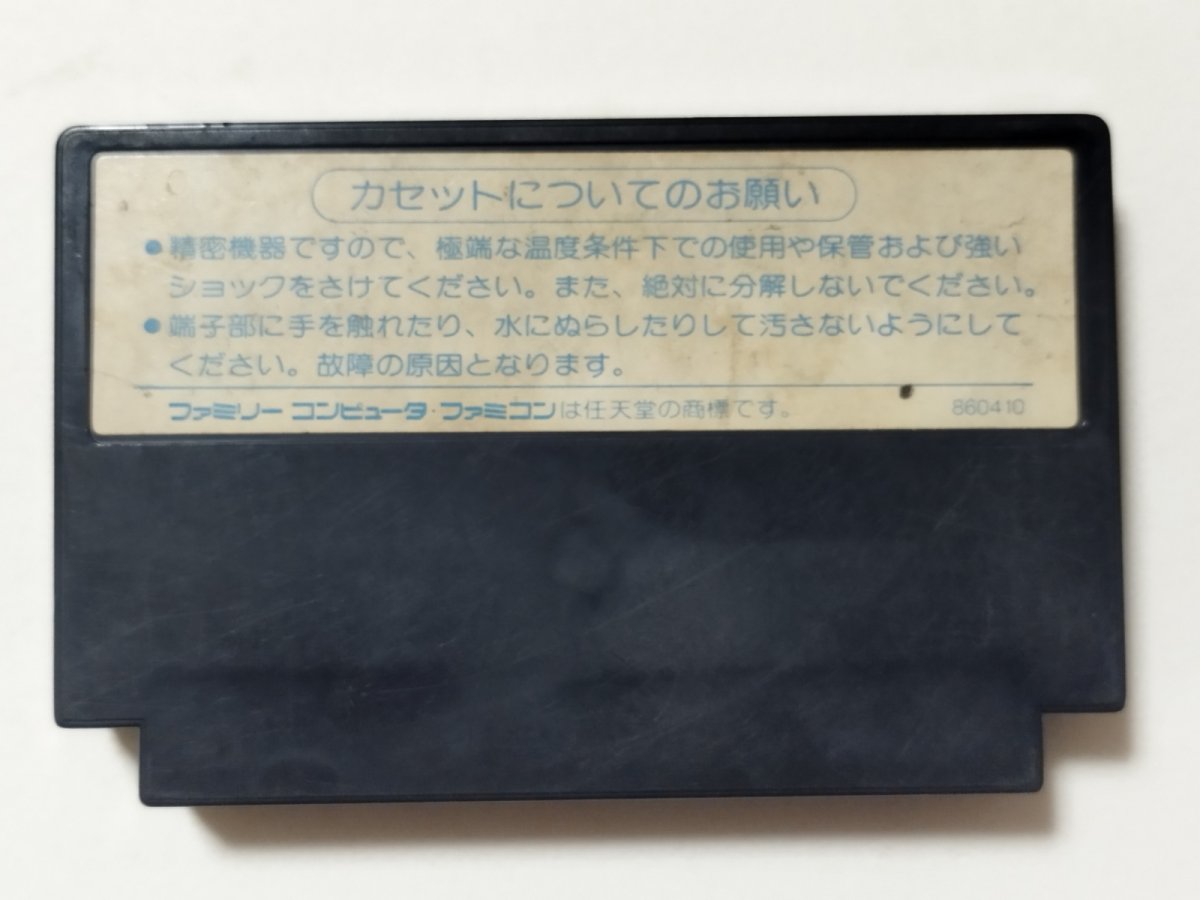 カセットについてのお願い
●精密機器ですので、極端な温度条件下での使用や保管および強い
ショックをさけてください。また、絶対に分解しないでください。
●端子部に手を触れたり、水にぬらしたりして汚さないようにして
ください。故障の原因となります。
ファミリー コンピュータ・ファミコンは任天堂の商標です。 860410